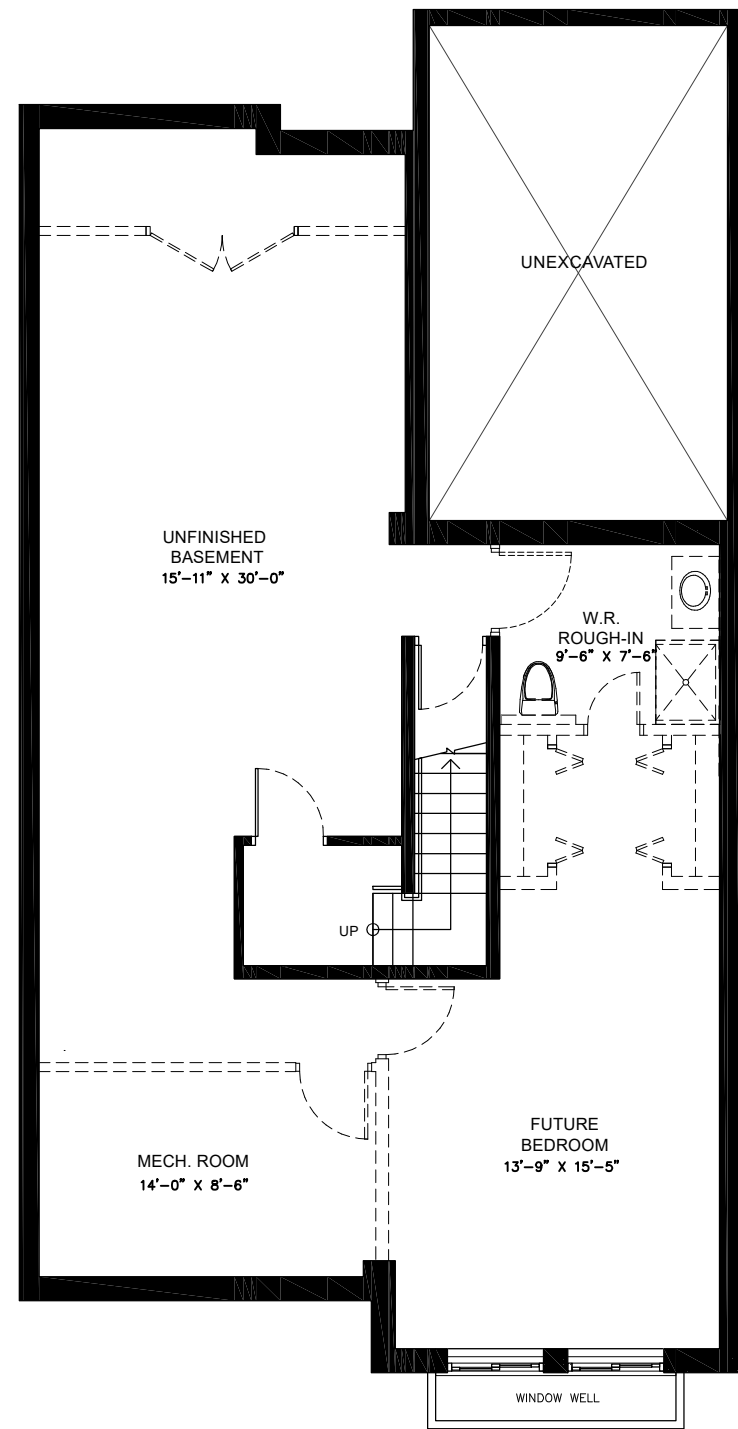 UNEXCAVATED
UNFINISHED
BASEMENT
15'-11" X 30'-0"
W.R.
ROUGH-IN
9'-6" X 7'-6"
UP
FUTURE
BEDROOM
13'-9" X 15'-5"
MECH. ROOM
14'-0" X 8'-6"
WINDOW WELL